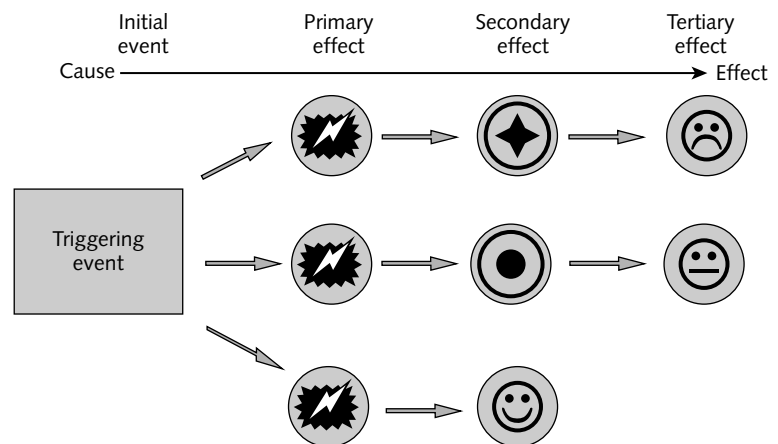 Initial
event
Primary
effect
Secondary
effect
Tertiary
effect
Cause
Effect
Triggering
event